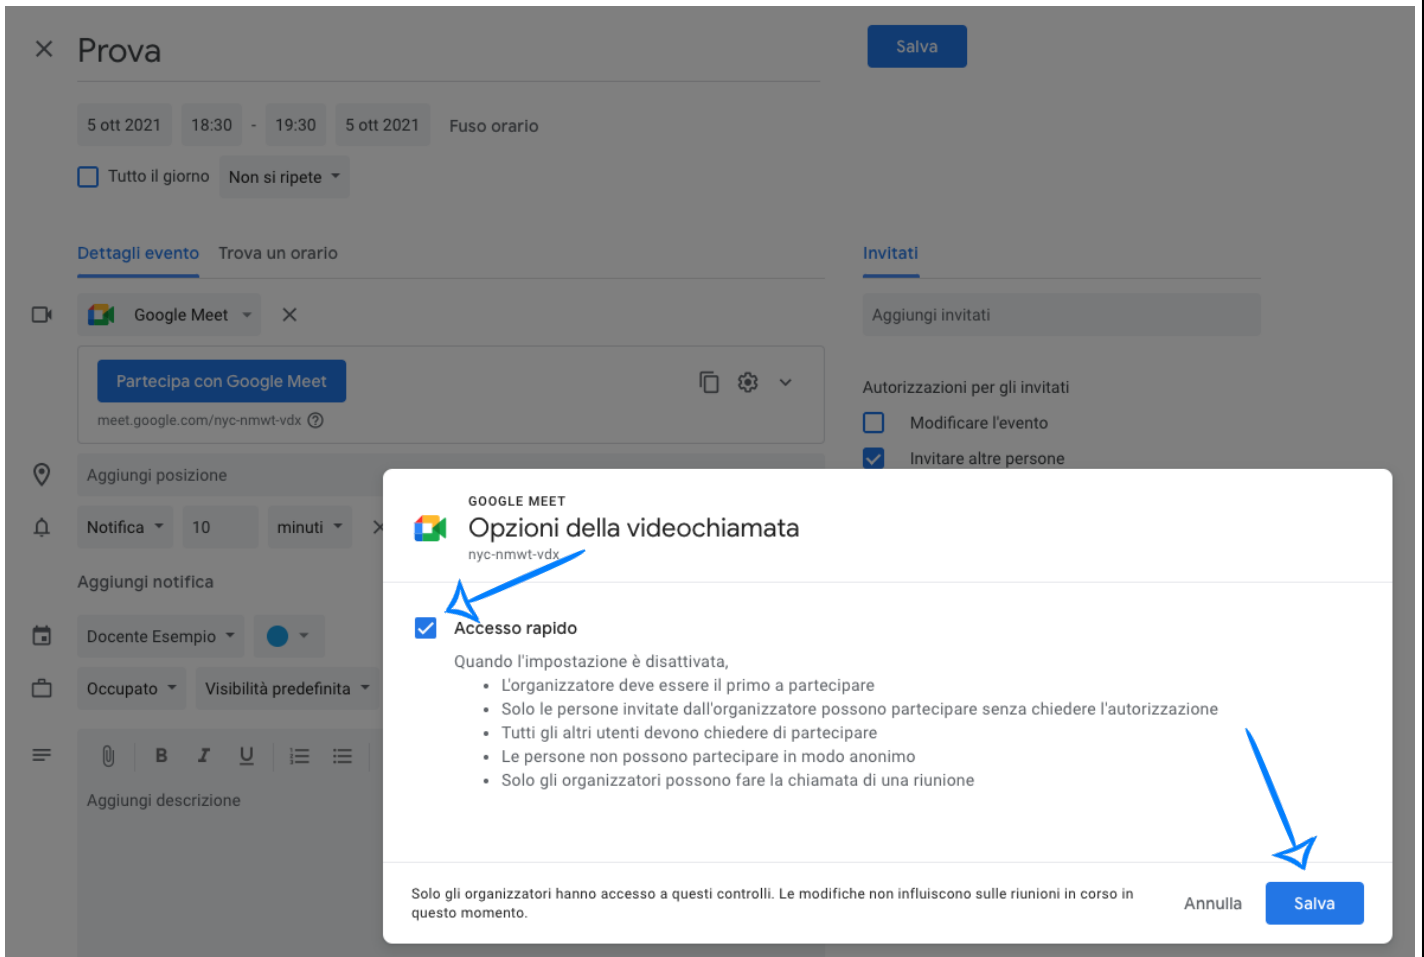 Prova
Salva
5 ott 2021 18:30 - 19:30 5 ott 2021 Fuso orario
Tutto il giorno Non si ripete
Dettagli evento Trova un orario
Invitati
Google Meet
Aggiungi invitati
Partecipa con Google Meet
meet.google.com/nyc-nmwt-vdx
Autorizzazioni per gli invitati
Modificare l'evento
Invitare altre persone
Aggiungi posizione
Notifica 10 minuti
Aggiungi notifica
Docente Esempio
Occupato Visibilità predefinita
B I U
Aggiungi descrizione
GOOGLE MEET
Opzioni della videochiamata
nyc-nmwt-vdx
Accesso rapido
Quando l'impostazione è disattivata,
• L'organizzatore deve essere il primo a partecipare
• Solo le persone invitate dall'organizzatore possono partecipare senza chiedere l'autorizzazione
• Tutti gli altri utenti devono chiedere di partecipare
• Le persone non possono partecipare in modo anonimo
• Solo gli organizzatori possono fare la chiamata di una riunione
Solo gli organizzatori hanno accesso a questi controlli. Le modifiche non influiscono sulle riunioni in corso in
questo momento.
Annulla
Salva